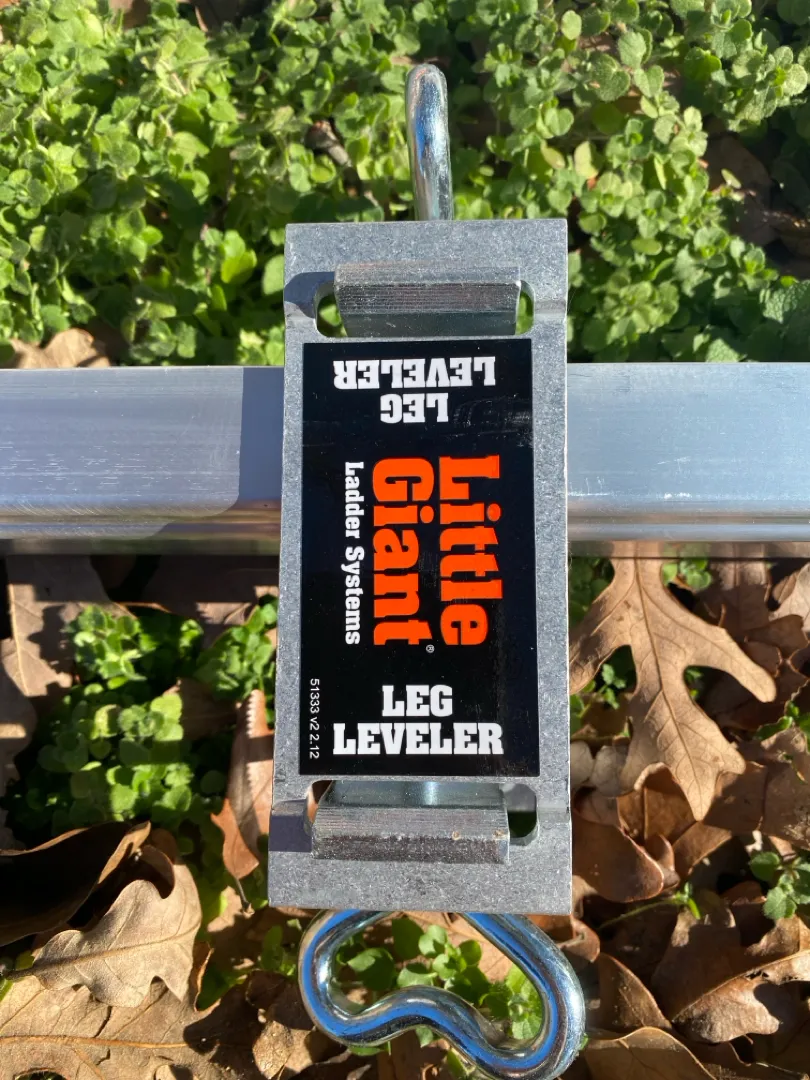 LEG
LEVELER
Little
Giant®
Ladder Systems
LEG
LEVELER
51333 v2 2.12